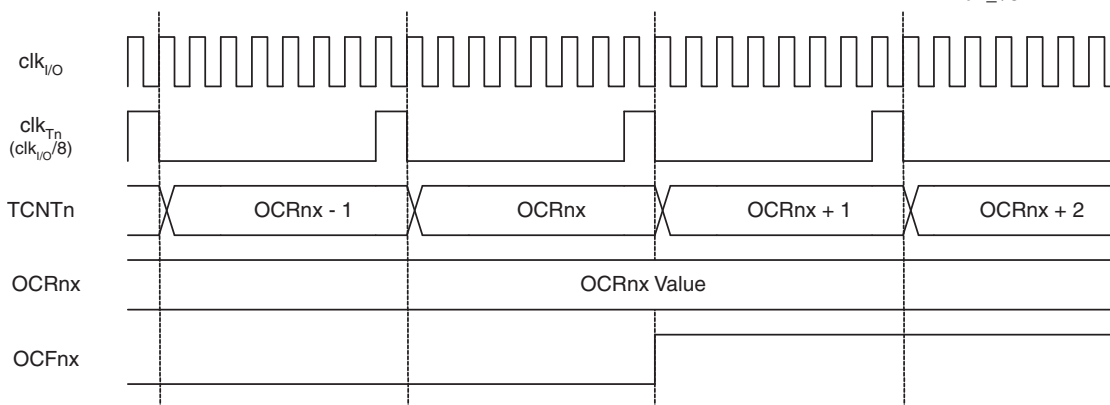 clkI/O
clkTn
(clkI/O/8)
TCNTn OCRnx - 1 OCRnx OCRnx + 1 OCRnx + 2
OCRnx OCRnx Value
OCFnx